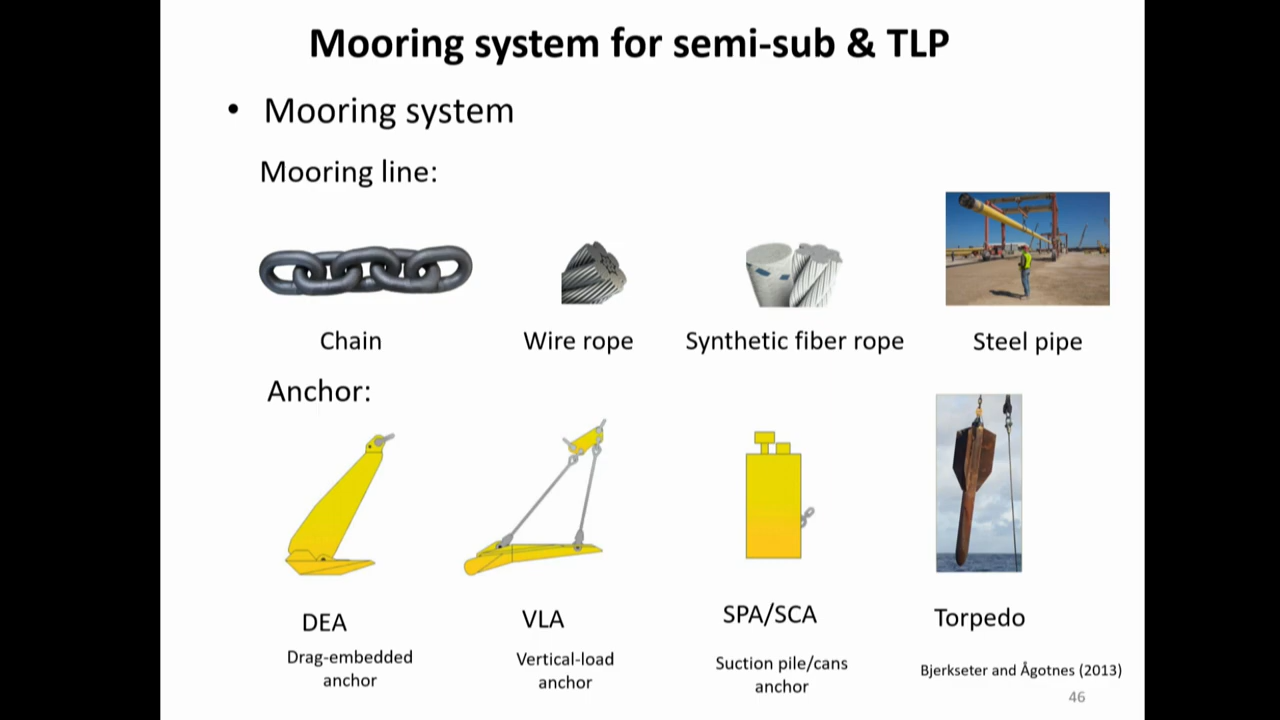 Mooring system for semi-sub & TLP
• Mooring system
Mooring line:
Chain
Wire rope
Synthetic fiber rope
Steel pipe
Anchor:
DEA
VLA
SPA/SCA
Torpedo
Drag-embedded
anchor
Vertical-load
anchor
Suction pile/cans
anchor
Bjerkseter and Ågotnes (2013)
46